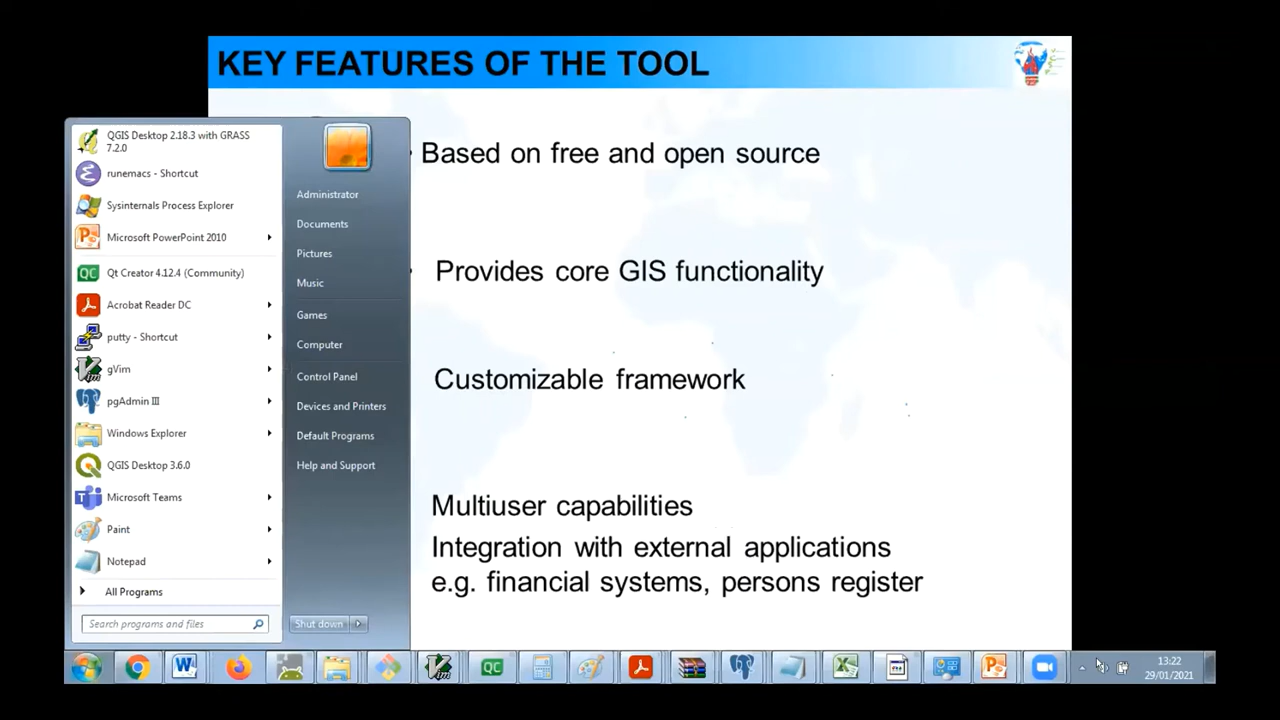 KEY FEATURES OF THE TOOL
Based on free and open source
Provides core GIS functionality
Customizable framework
Multiuser capabilities
Integration with external applications
e.g. financial systems, persons register
QGIS Desktop 2.18.3 with GRASS
7.2.0
runemacs - Shortcut
Sysinternals Process Explorer
Microsoft PowerPoint 2010
Qt Creator 4.12.4 (Community)
Acrobat Reader DC
putty - Shortcut
gVim
pgAdmin III
Windows Explorer
QGIS Desktop 3.6.0
Microsoft Teams
Paint
Notepad
All Programs
Search programs and files
Administrator
Documents
Pictures
Music
Games
Computer
Control Panel
Devices and Printers
Default Programs
Help and Support
Shut down
QC
13:22
29/01/2021